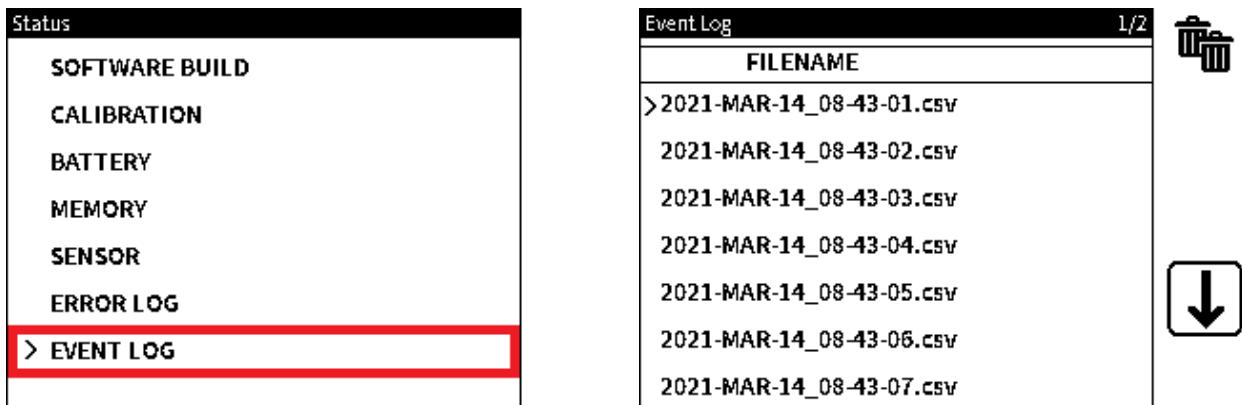 Status
SOFTWARE BUILD
CALIBRATION
BATTERY
MEMORY
SENSOR
ERROR LOG
> EVENT LOG
Event Log 1/2
FILENAME
>2021-MAR-14_08-43-01.csv
2021-MAR-14_08-43-02.csv
2021-MAR-14_08-43-03.csv
2021-MAR-14_08-43-04.csv
2021-MAR-14_08-43-05.csv
2021-MAR-14_08-43-06.csv
2021-MAR-14_08-43-07.csv